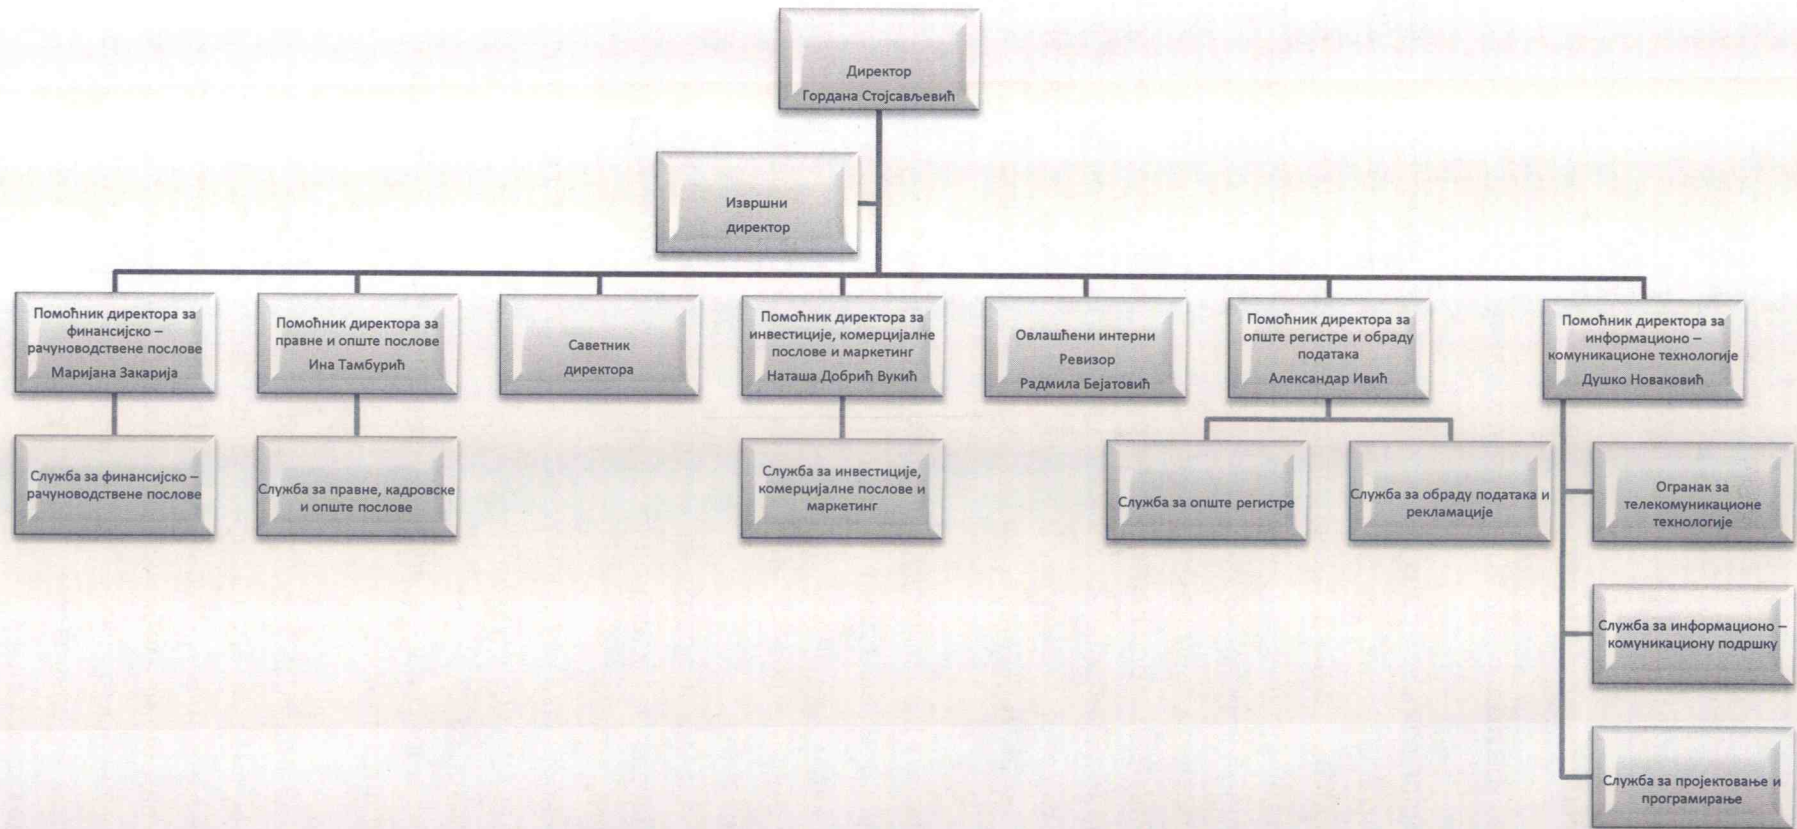 Директор
Гордана Стојсављевић
Извршни
директор
Помоћник директора за
финансијско –
рачуноводствене послове
Маријана Закарија
Помоћник директора за
правне и опште послове
Ина Тамбурић
Саветник
директора
Помоћник директора за
инвестиције, комерцијалне
послове и маркетинг
Наташа Добрић Вукић
Овлашћени интерни
Ревизор
Радмила Бејатовић
Помоћник директора за
опште регистре и обраду
података
Александар Ивић
Помоћник директора за
информационо –
комуникационе технологије
Душко Новаковић
Служба за финансијско –
рачуноводствене послове
Служба за правне, кадровске
и опште послове
Служба за инвестиције,
комерцијалне послове и
маркетинг
Служба за опште регистре
Служба за обраду података и
рекламације
Огранак за
телекомуникационе
технологије
Служба за информационо –
комуникациону подршку
Служба за пројектовање и
програмирање